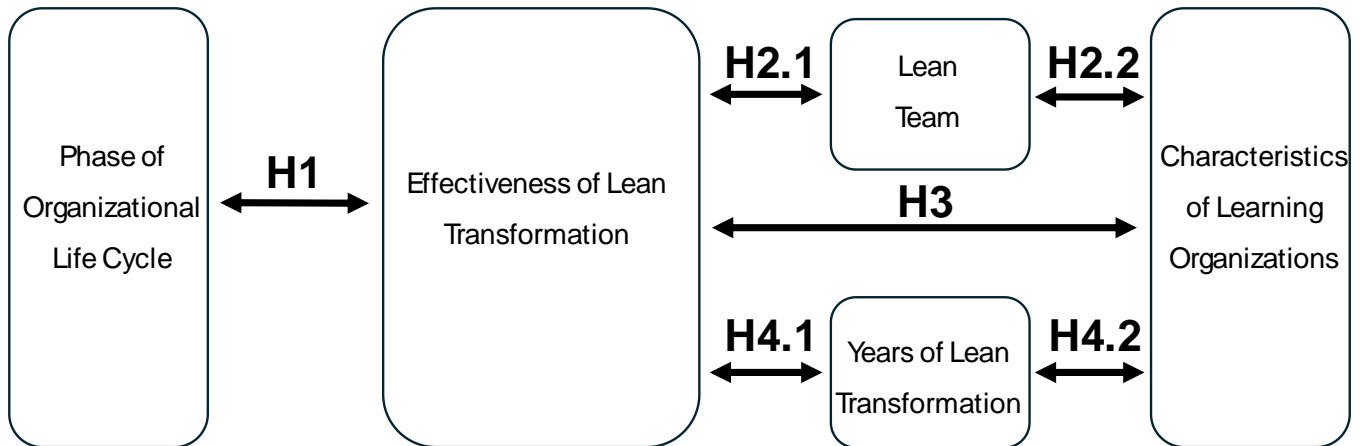 Phase of
Organizational
Life Cycle
H1
Effectiveness of Lean
Transformation
H2.1
Lean
Team
H2.2
H3
H4.1
Years of Lean
Transformation
H4.2
Characteristics
of Learning
Organizations